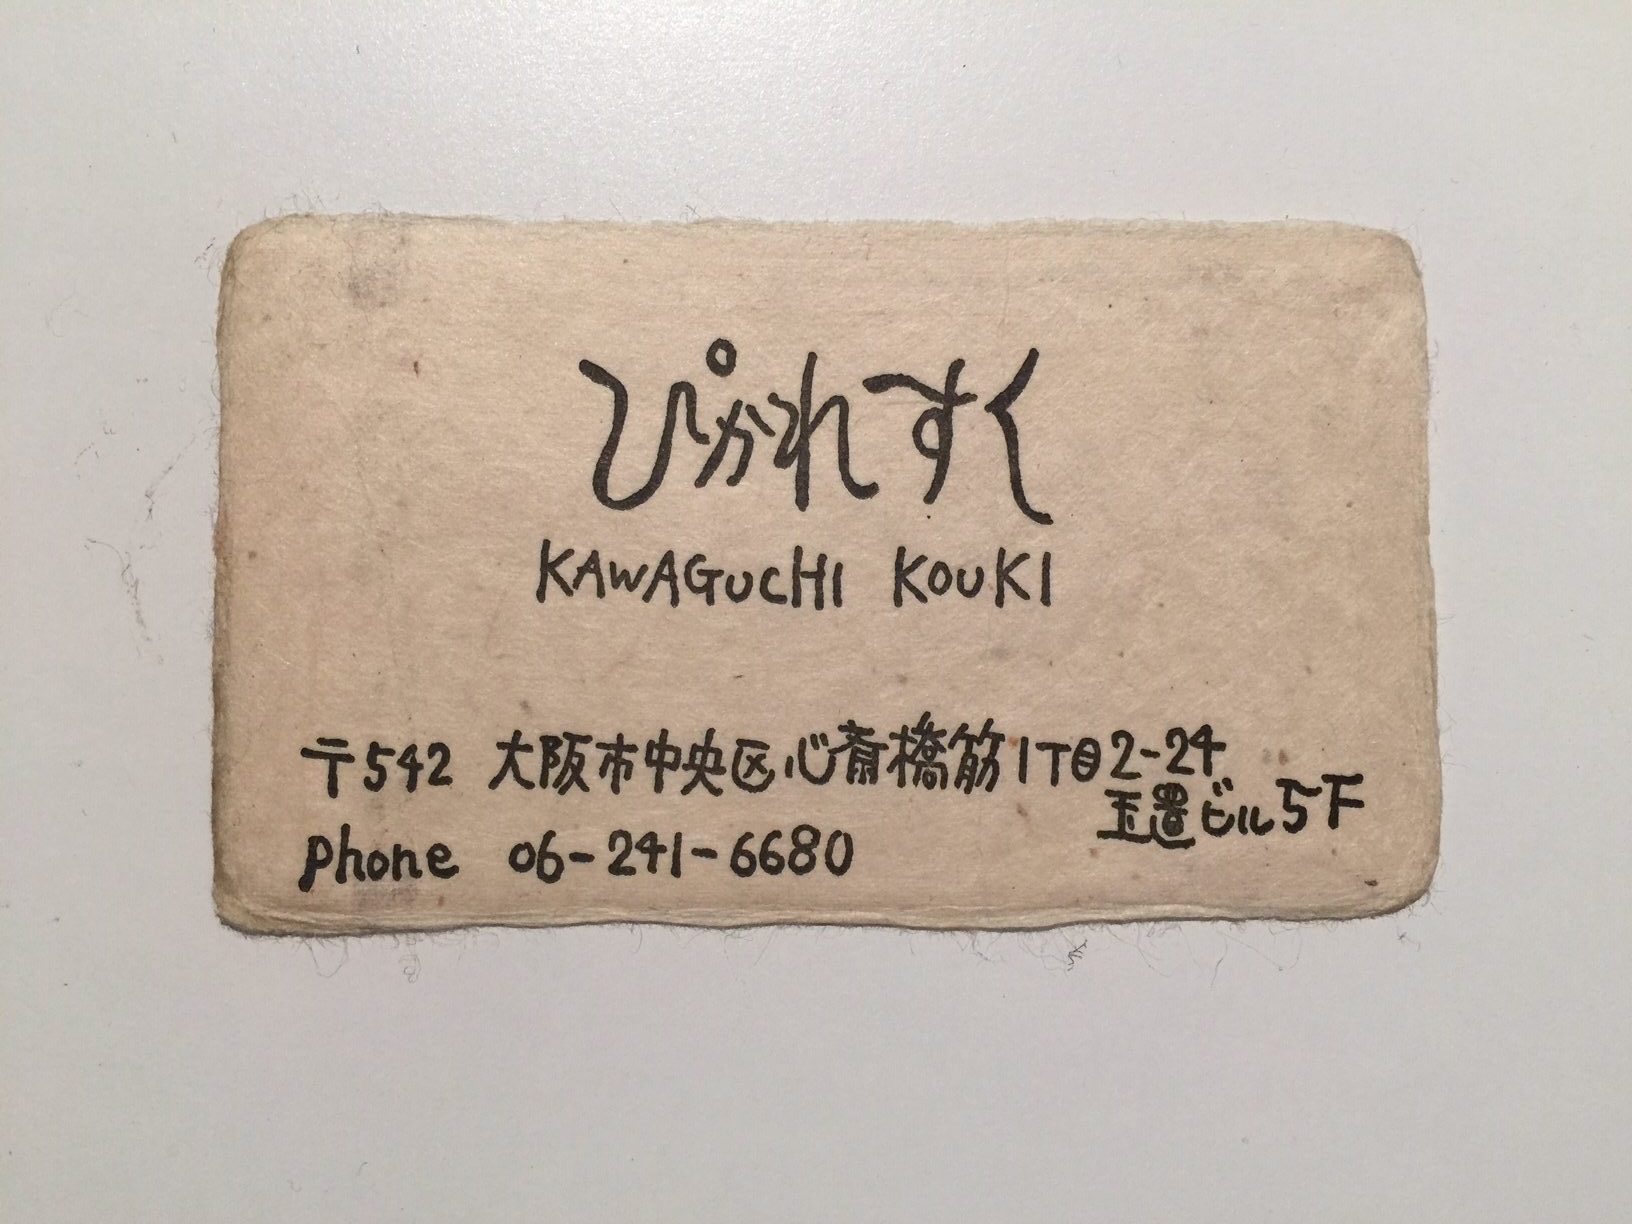 ぴかれすく
KAWAGUCHI KOUKI
〒542 大阪市中央区心斎橋筋1丁目2-24
玉置ビル5F
phone 06-241-6680